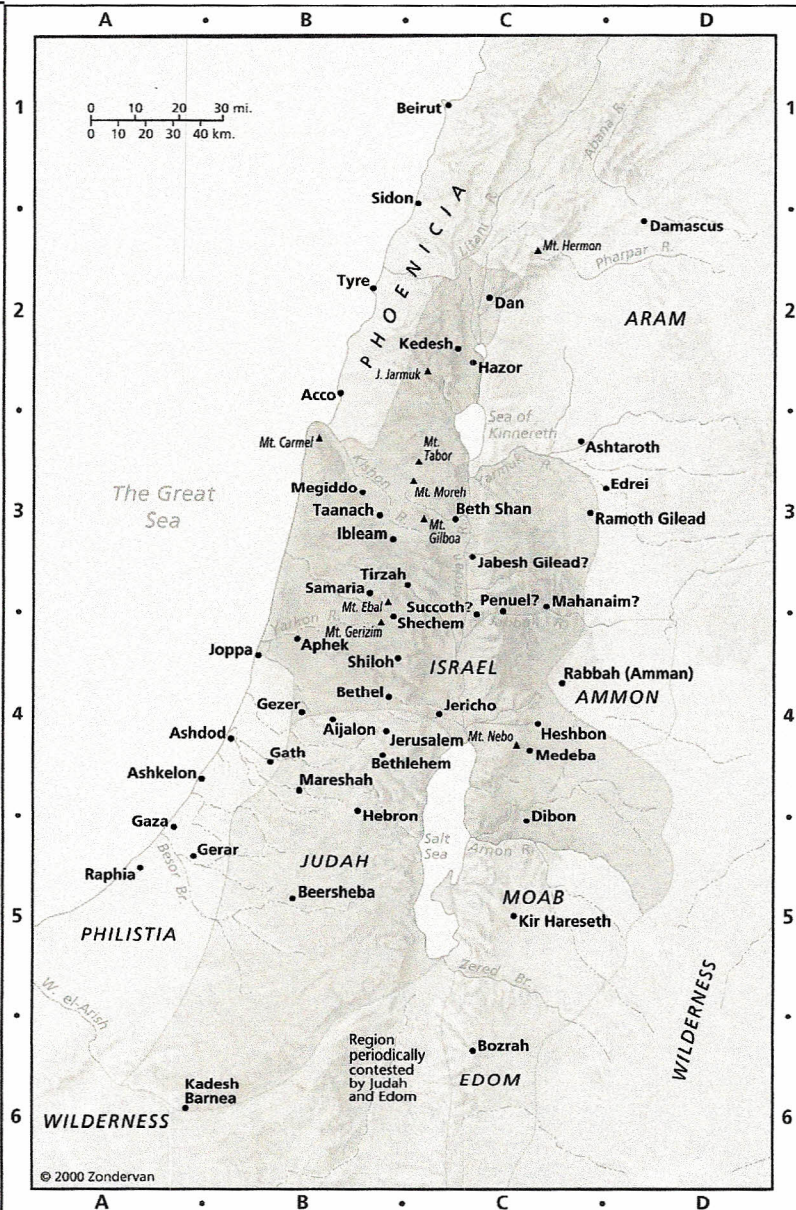 A • B • C • D
1
0 10 20 30 mi.
0 10 20 30 40 km.
Beirut
Abana R.
1
Sidon
PHOENICIA
Litani R.
Damascus
Mt. Hermon
Pharpar R.
Tyre
Dan
2
ARAM
2
Kedesh
Hazor
J. Jarmuk
Acco
Sea of
Kinnereth
Mt. Carmel
Mt.
Tabor
Ashtaroth
Kishon R.
Yarmuk R.
Megiddo
Mt. Moreh
Edrei
The Great
Sea
Taanach
Beth Shan
3
Ramoth Gilead
3
Ibleam
Mt.
Gilboa
Jabesh Gilead?
Tirzah
Samaria
Mt. Ebal
Succoth?
Penuel?
Mahanaim?
Shechem
Jabbok R.
Yarkon R.
Mt. Gerizim
Aphek
Joppa
Shiloh
ISRAEL
Rabbah (Amman)
Bethel
AMMON
Gezer
Jericho
4
4
Aijalon
Ashdod
Jerusalem
Mt. Nebo
Heshbon
Gath
Bethlehem
Medeba
Ashkelon
Mareshah
Hebron
Dibon
Gaza
Salt
Sea
Arnon R.
Gerar
Besor Br.
JUDAH
Raphia
Beersheba
MOAB
5
Kir Hareseth
5
PHILISTIA
Zered Br.
W. el-Arish
WILDERNESS
Region
periodically
contested
by Judah
and Edom
Bozrah
EDOM
Kadesh
Barnea
6
WILDERNESS
6
© 2000 Zondervan
A • B • C • D